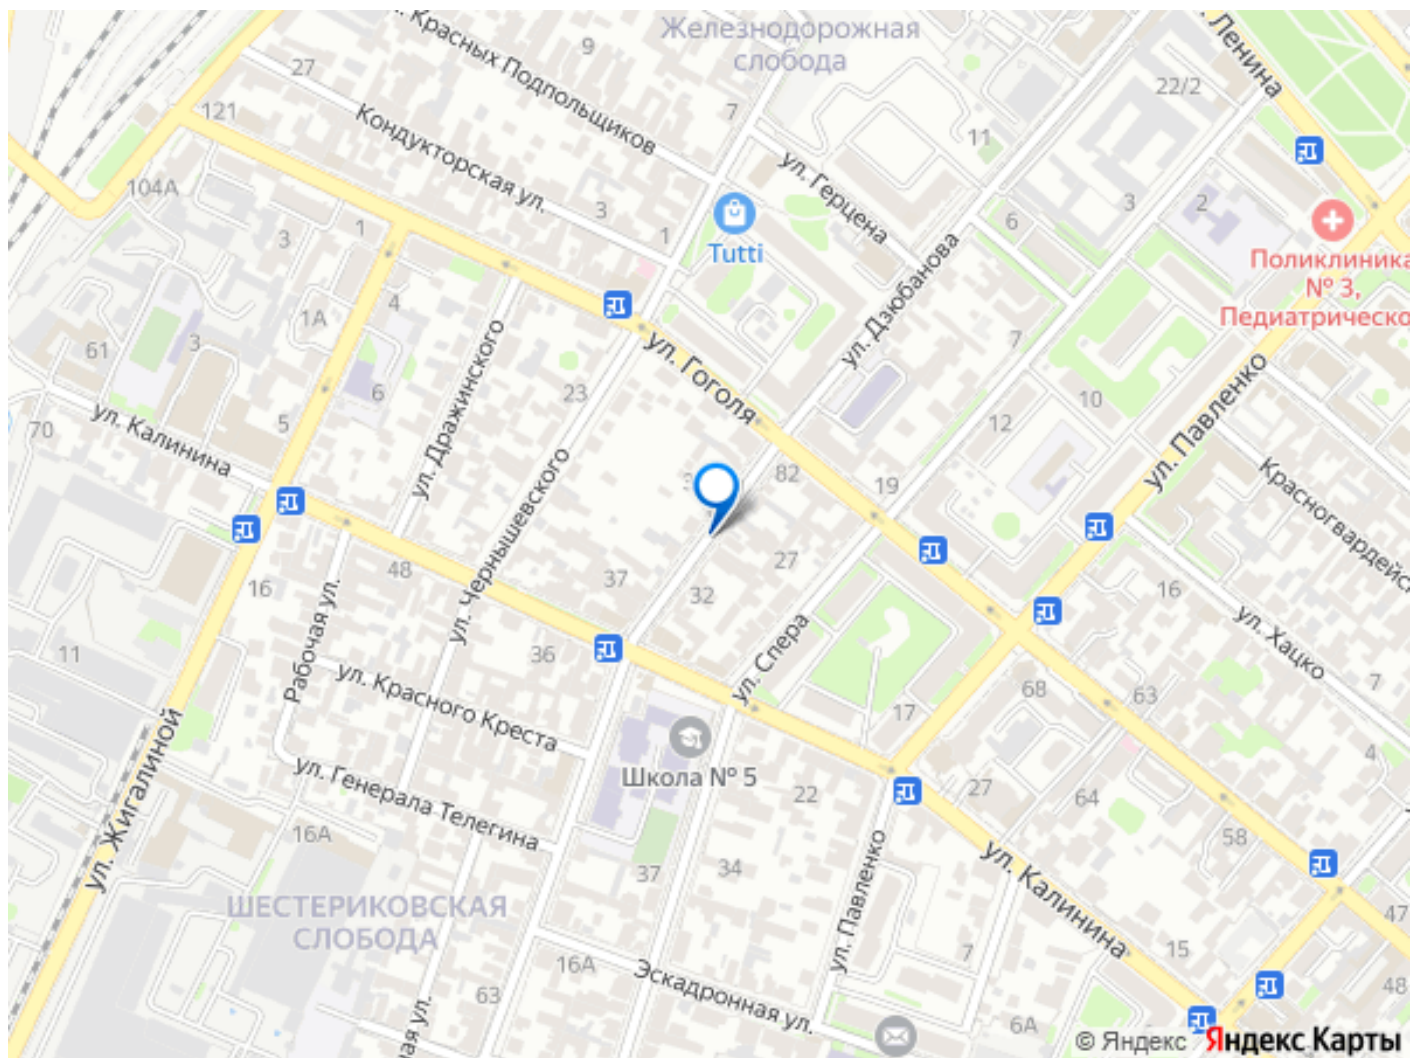 Железнодорожная
слобода
ул. Красных Подпольщиков
9
27
7
11
22/2
ул. Ленина
121
Кондукторская ул.
ул. Герцена
104А
3
1
3
1
Tutti
6
3
2
Поликлиника
№ 3,
Педиатрическо
4
1А
3
61
6
ул. Дражинского
23
ул. Гоголя
ул. Дзюбанова
7
10
12
ул. Павленко
70
ул. Калинина
5
82
19
Красногвардейс
16
48
Рабочая ул.
ул. Чернышевского
37
32
27
16
ул. Хацко
11
36
ул. Спера
68
63
7
17
ул. Красного Креста
4
ул. Жигалиной
ул. Генерала Телегина
Школа № 5
22
27
64
58
16А
37
34
ул. Павленко
ул. Калинина
ШЕСТЕРИКОВСКАЯ
СЛОБОДА
47
16А
63
Эскадронная ул.
7
15
48
6А
ная ул.
© Яндекс Яндекс Карты